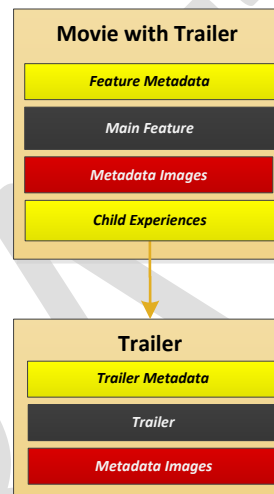 Movie with Trailer
Feature Metadata
Main Feature
Metadata Images
Child Experiences
Trailer
Trailer Metadata
Trailer
Metadata Images